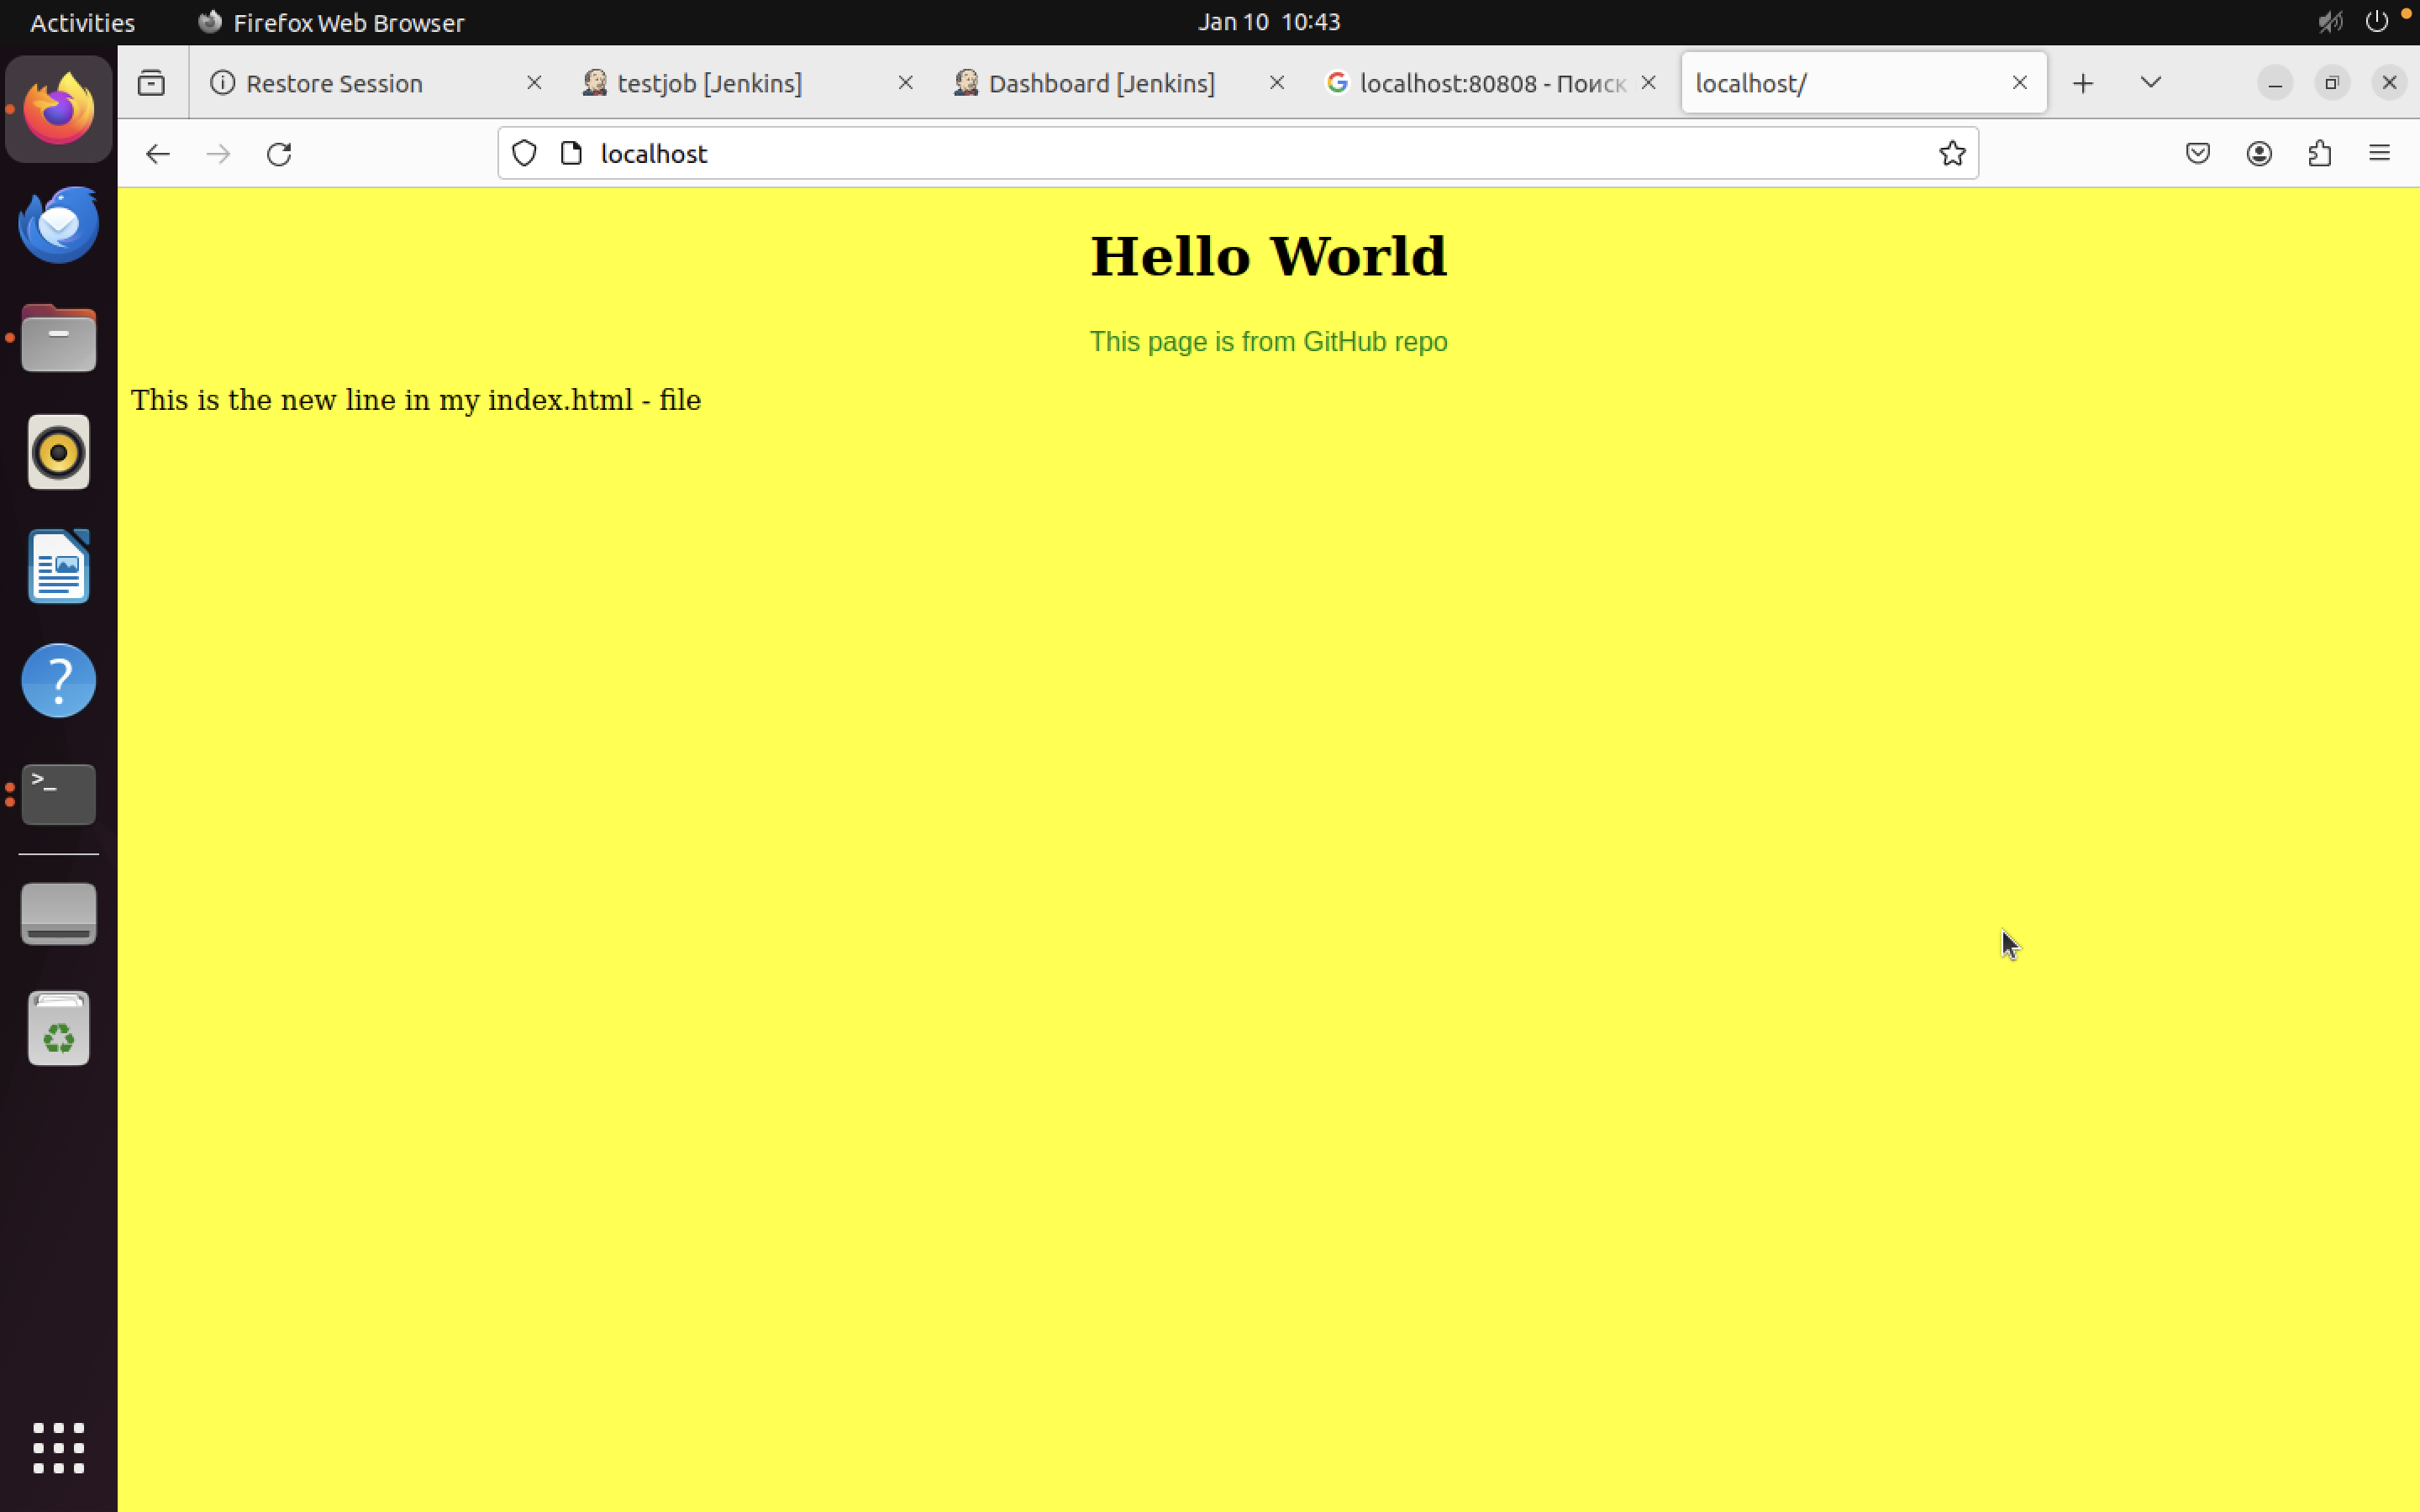 Activities Firefox Web Browser Jan 10 10:43
Restore Session testjob [Jenkins] Dashboard [Jenkins] localhost:80808 - Поиск localhost/
localhost
Hello World
This page is from GitHub repo
This is the new line in my index.html - file